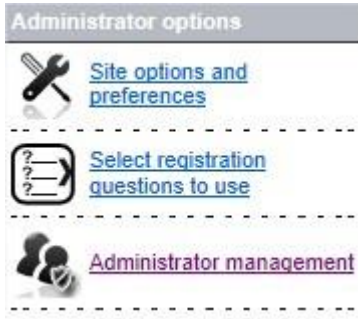 Administrator options
Site options and
preferences
?
?
?
Select registration
questions to use
Administrator management